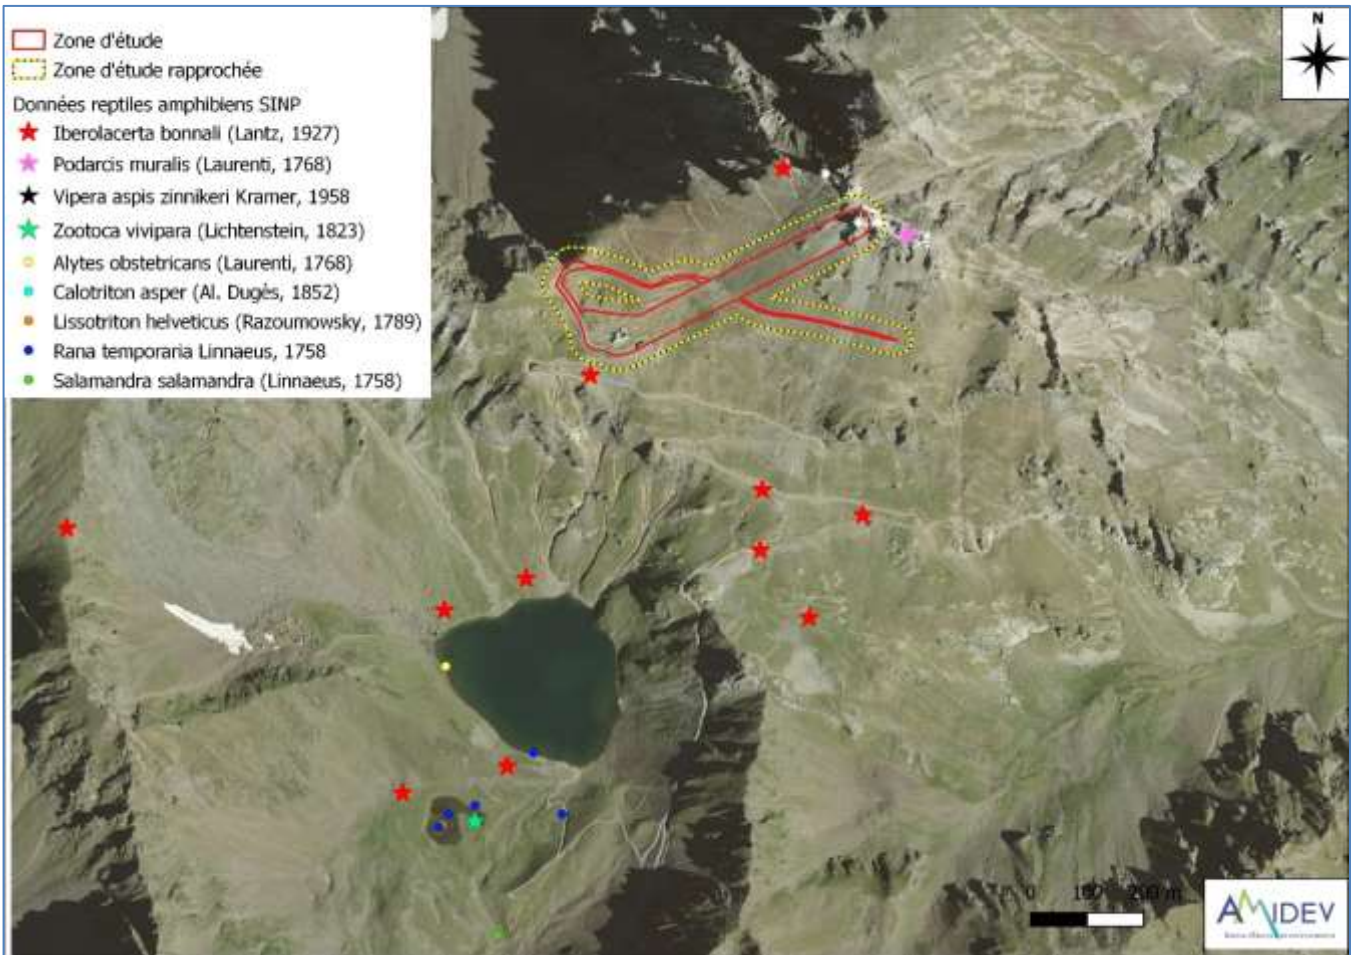 N
Zone d'étude
Zone d'étude rapprochée
Données reptiles amphibiens SINP
Iberolacerta bonnali (Lantz, 1927)
Podarcis muralis (Laurenti, 1768)
Vipera aspis zinnikeri Kramer, 1958
Zootoca vivipara (Lichtenstein, 1823)
Alytes obstetricans (Laurenti, 1768)
Calotriton asper (Al. Dugès, 1852)
Lissotriton helveticus (Razoumowsky, 1789)
Rana temporaria Linnaeus, 1758
Salamandra salamandra (Linnaeus, 1758)
0 100 200 m
AMIDEV